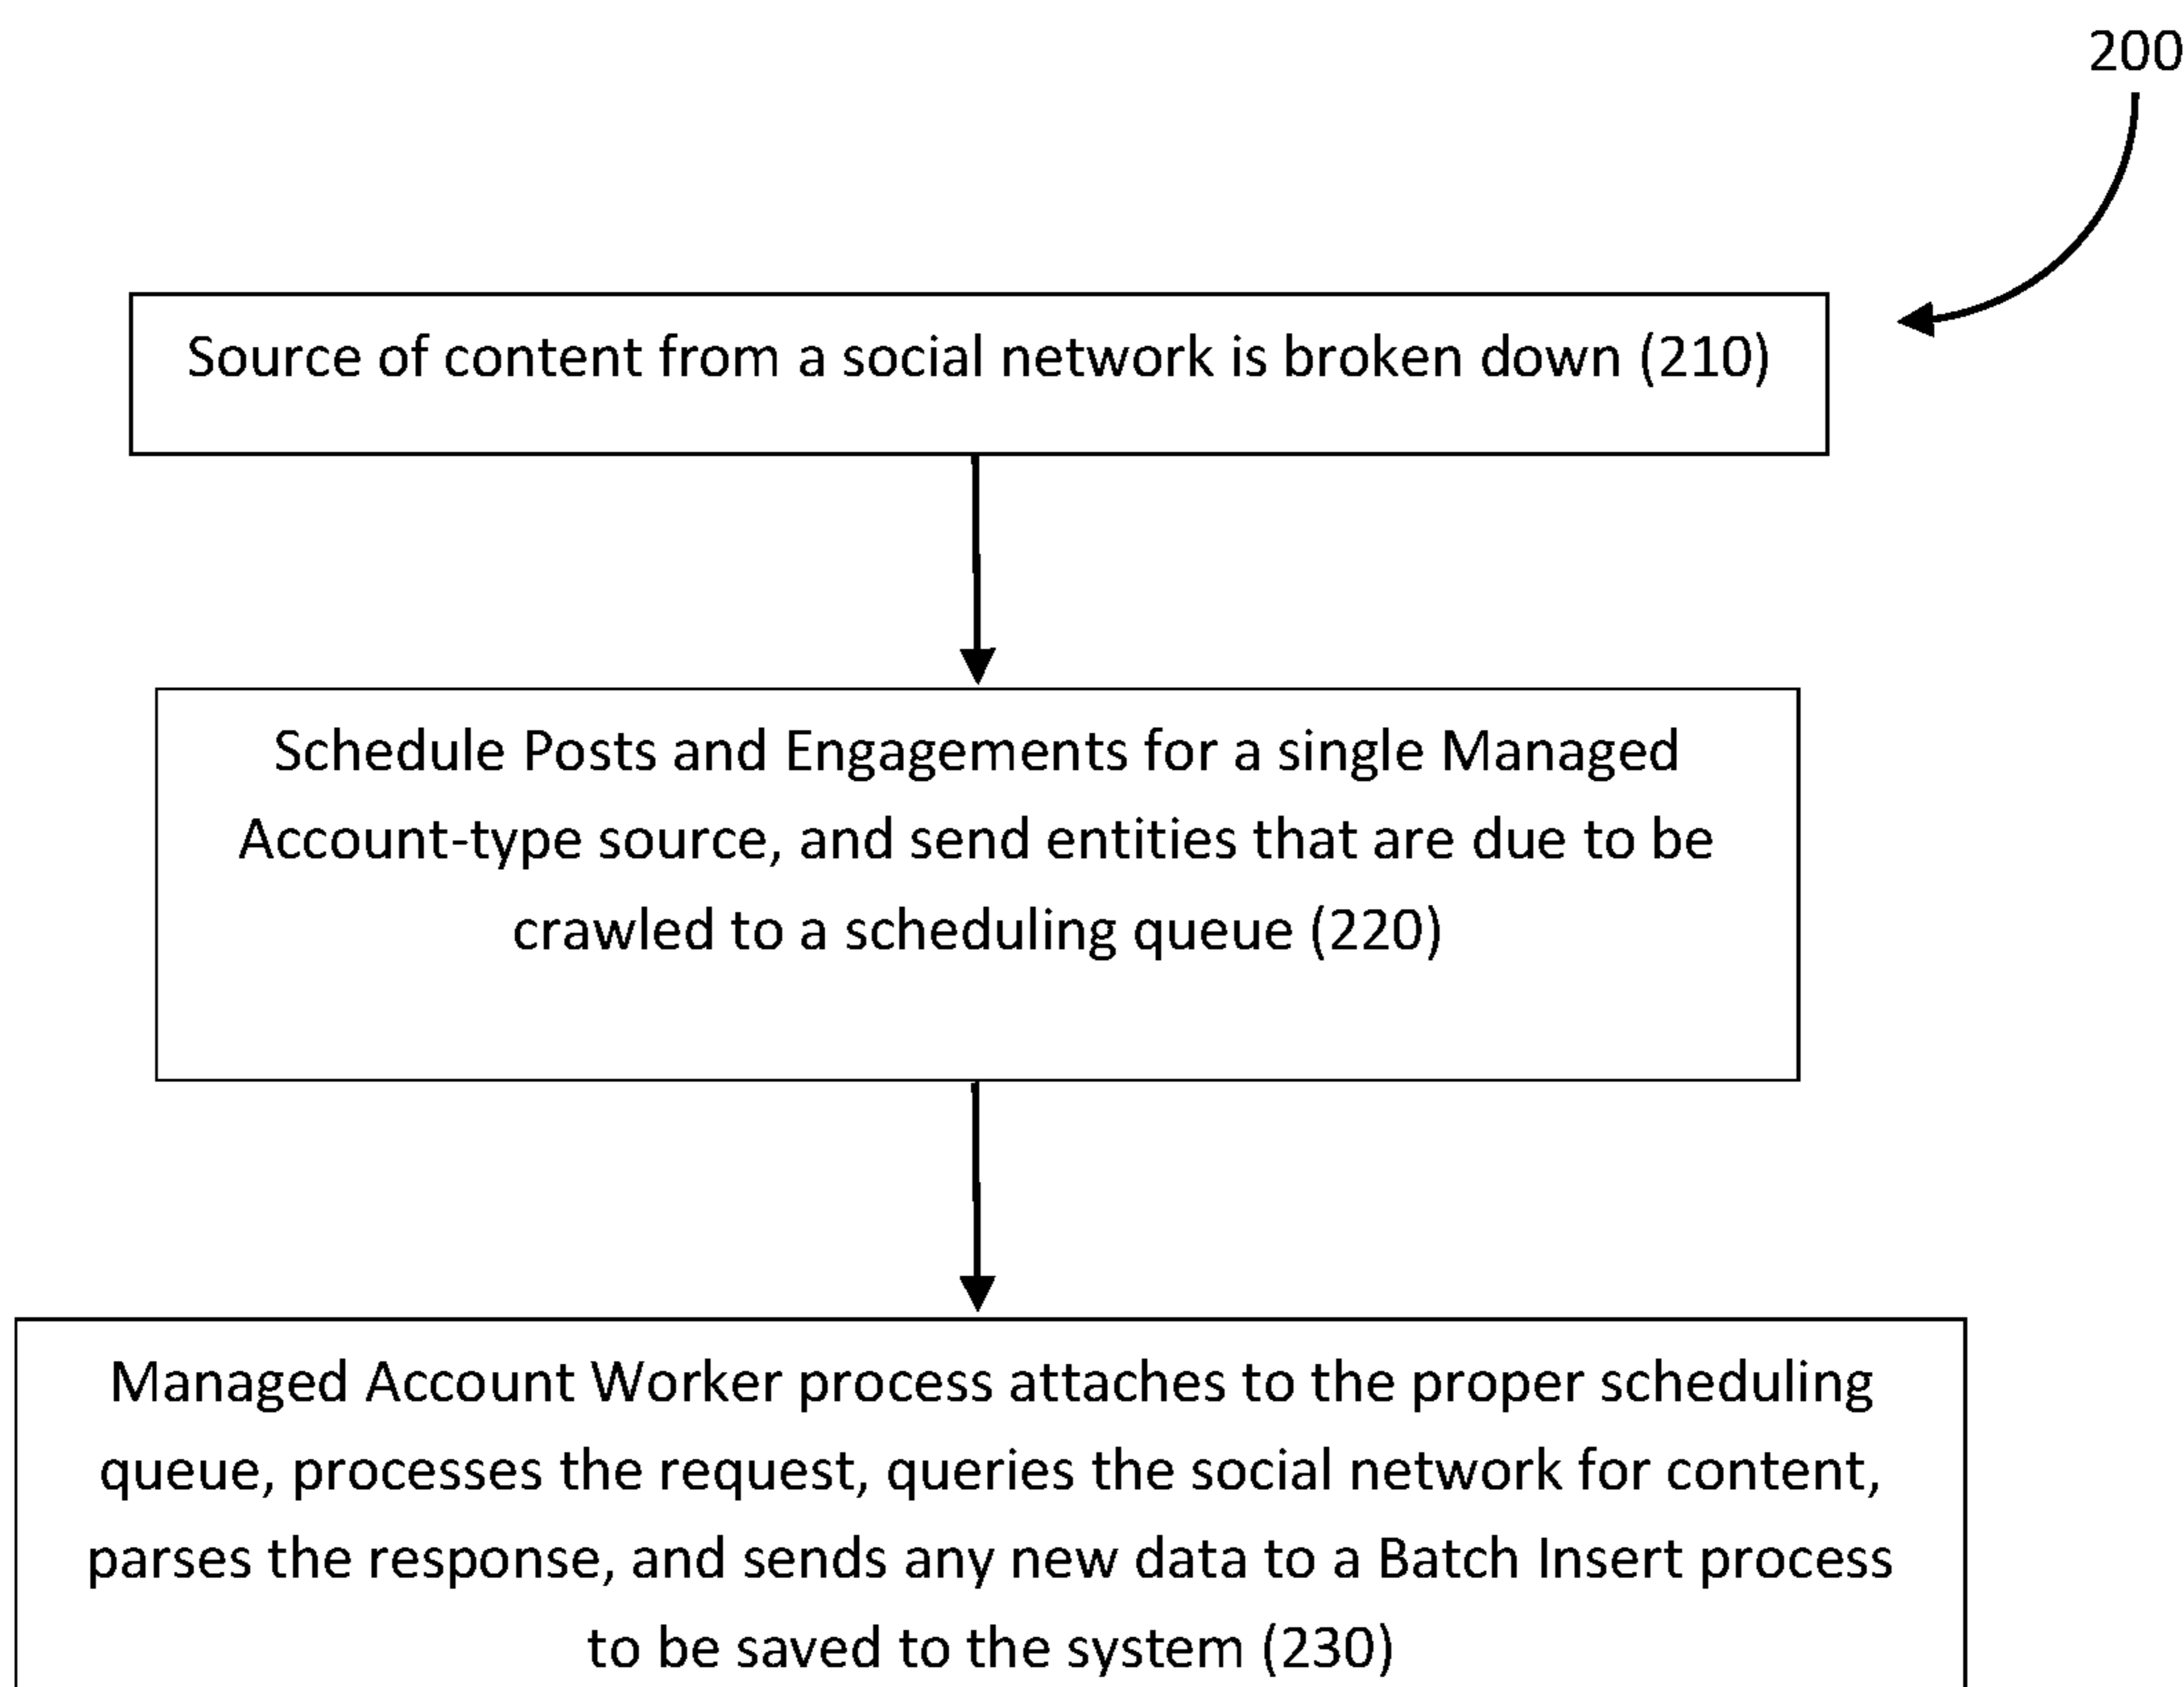 200
Source of content from a social network is broken down (210)
Schedule Posts and Engagements for a single Managed
Account-type source, and send entities that are due to be
crawled to a scheduling queue (220)
Managed Account Worker process attaches to the proper scheduling
queue, processes the request, queries the social network for content,
parses the response, and sends any new data to a Batch Insert process
to be saved to the system (230)